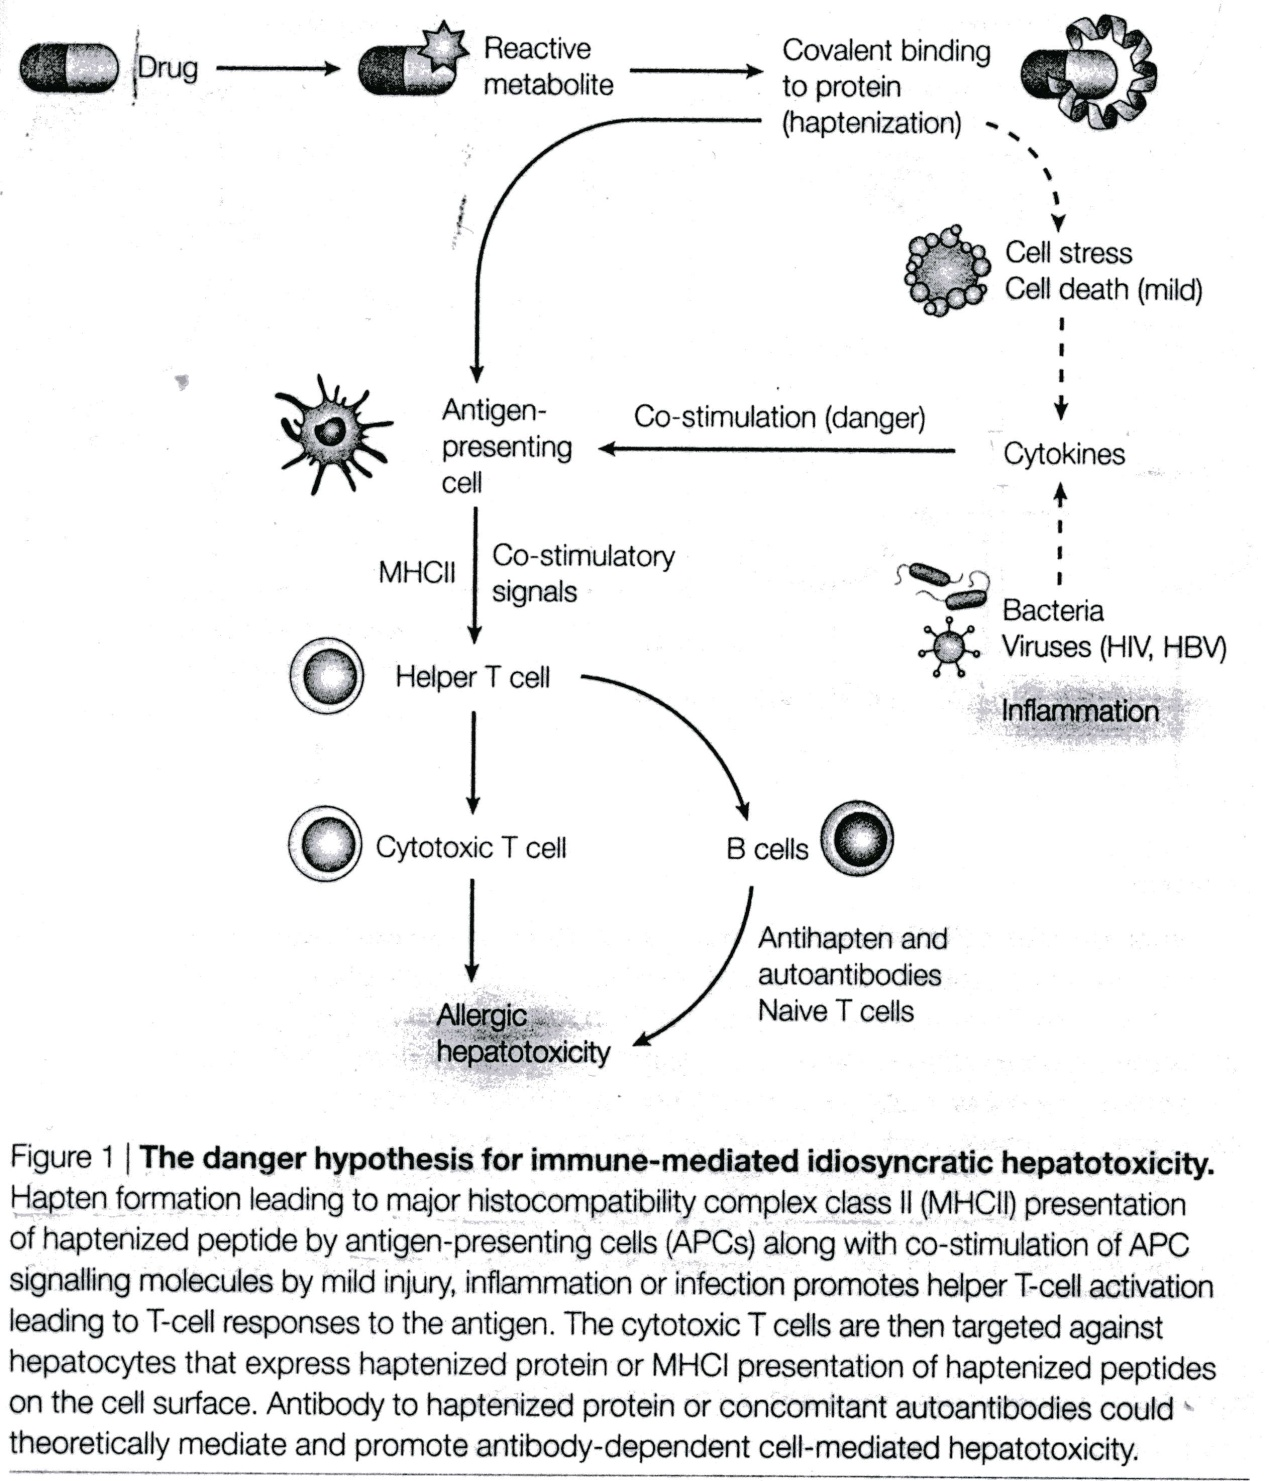 Drug
Reactive
metabolite
Covalent binding
to protein
(haptenization)
Cell stress
Cell death (mild)
Antigen-
presenting
cell
Co-stimulation (danger)
Cytokines
MHCII
Co-stimulatory
signals
Bacteria
Viruses (HIV, HBV)
Inflammation
Helper T cell
Cytotoxic T cell
B cells
Antihapten and
autoantibodies
Naive T cells
Allergic
hepatotoxicity
Figure 1 | The danger hypothesis for immune-mediated idiosyncratic hepatotoxicity.
Hapten formation leading to major histocompatibility complex class II (MHCII) presentation
of haptenized peptide by antigen-presenting cells (APCs) along with co-stimulation of APC
signalling molecules by mild injury, inflammation or infection promotes helper T-cell activation
leading to T-cell responses to the antigen. The cytotoxic T cells are then targeted against
hepatocytes that express haptenized protein or MHCI presentation of haptenized peptides
on the cell surface. Antibody to haptenized protein or concomitant autoantibodies could
theoretically mediate and promote antibody-dependent cell-mediated hepatotoxicity.